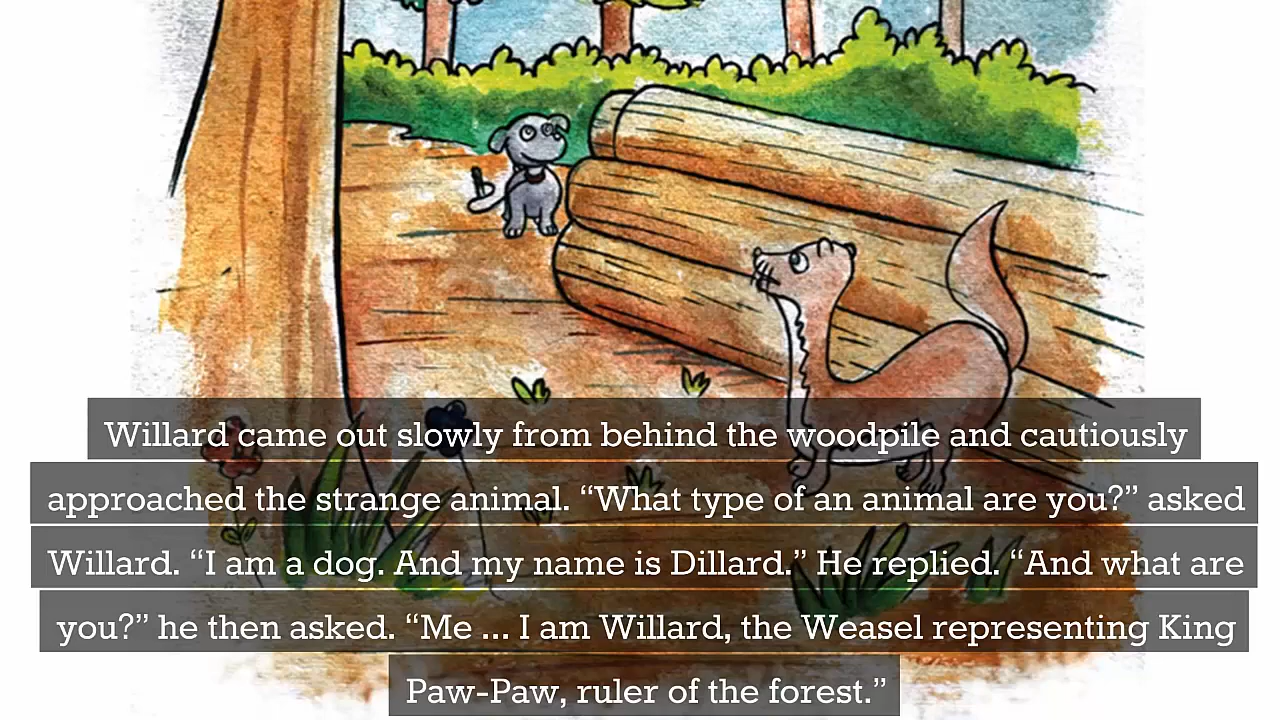 Willard came out slowly from behind the woodpile and cautiously
approached the strange animal. “What type of an animal are you?” asked
Willard. “I am a dog. And my name is Dillard.” He replied. “And what are
you?” he then asked. “Me ... I am Willard, the Weasel representing King
Paw-Paw, ruler of the forest.”